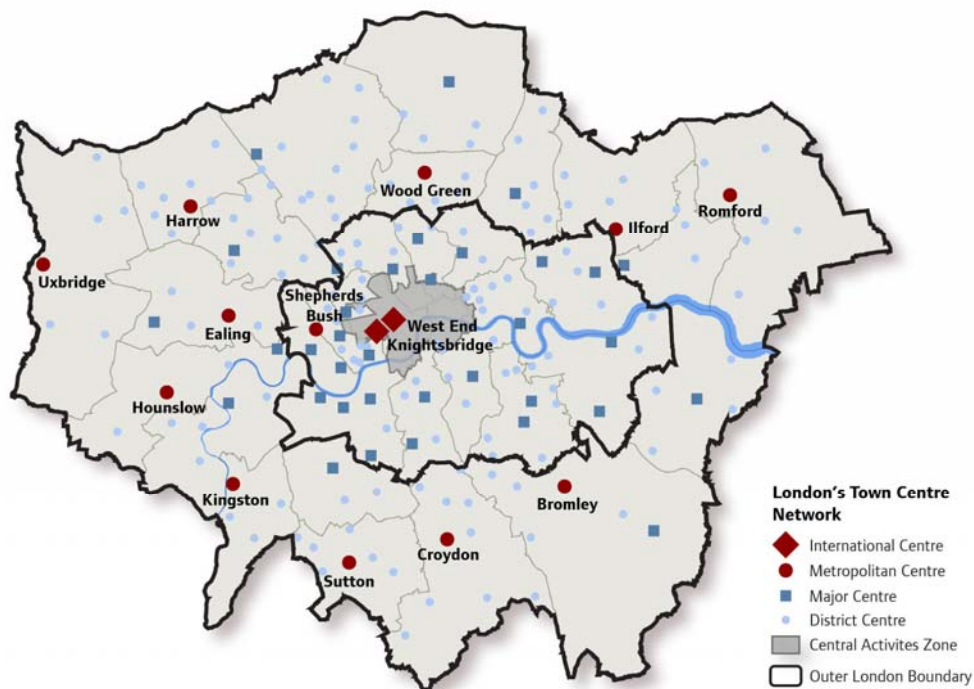 Wood Green
Romford
Harrow
Ilford
Uxbridge
Shepherds
Bush
Ealing
West End
Knightsbridge
Hounslow
Kingston
Bromley
Croydon
Sutton
London's Town Centre
Network
International Centre
Metropolitan Centre
Major Centre
District Centre
Central Activites Zone
Outer London Boundary